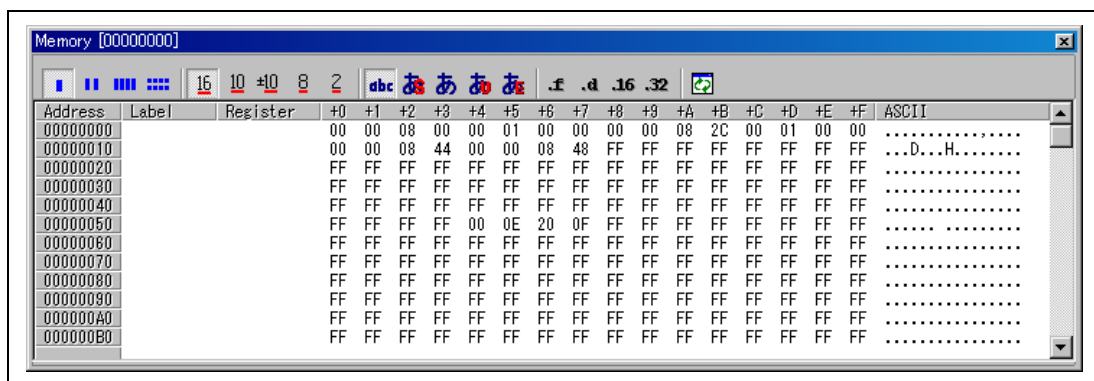 Memory [00000000]
16 10 ±10 8 2 abc あS あ あ あE .f .d .16 .32
Address Label Register +0 +1 +2 +3 +4 +5 +6 +7 +8 +9 +A +B +C +D +E +F ASCII
00000000 00 00 08 00 00 01 00 00 00 00 08 2C 00 01 00 00 ...........,....
00000010 00 00 08 44 00 00 08 48 FF FF FF FF FF FF FF FF ...D...H........
00000020 FF FF FF FF FF FF FF FF FF FF FF FF FF FF FF FF ................
00000030 FF FF FF FF FF FF FF FF FF FF FF FF FF FF FF FF ................
00000040 FF FF FF FF FF FF FF FF FF FF FF FF FF FF FF FF ................
00000050 FF FF FF FF 00 0E 20 0F FF FF FF FF FF FF FF FF ...... .........
00000060 FF FF FF FF FF FF FF FF FF FF FF FF FF FF FF FF ................
00000070 FF FF FF FF FF FF FF FF FF FF FF FF FF FF FF FF ................
00000080 FF FF FF FF FF FF FF FF FF FF FF FF FF FF FF FF ................
00000090 FF FF FF FF FF FF FF FF FF FF FF FF FF FF FF FF ................
000000A0 FF FF FF FF FF FF FF FF FF FF FF FF FF FF FF FF ................
000000B0 FF FF FF FF FF FF FF FF FF FF FF FF FF FF FF FF ................